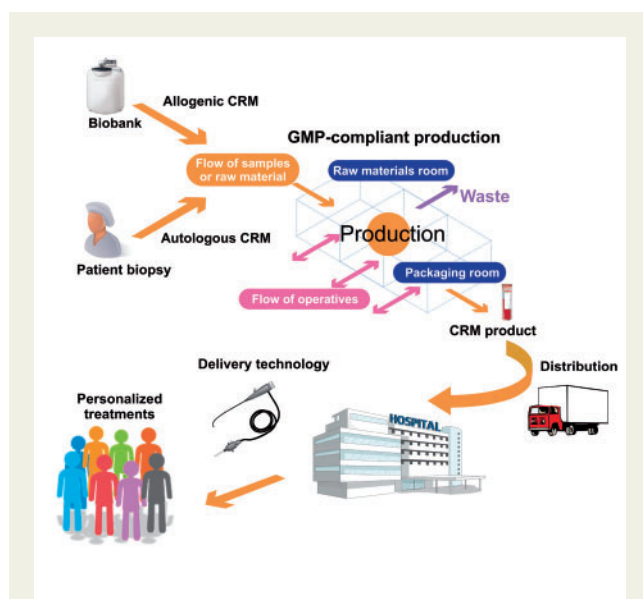 Allogenic CRM
Biobank
GMP-compliant production
Flow of samples
or raw material
Raw materials room
Waste
Production
Autologous CRM
Patient biopsy
Packaging room
Flow of operatives
CRM product
Delivery technology
Distribution
Personalized
treatments
HOSPITAL